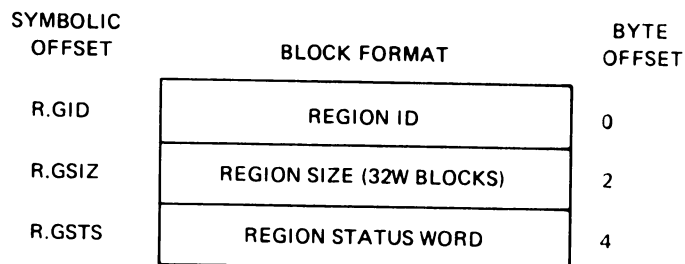 SYMBOLIC OFFSET BLOCK FORMAT BYTE OFFSET
R.GID REGION ID 0
R.GSIZ REGION SIZE (32W BLOCKS) 2
R.GSTS REGION STATUS WORD 4